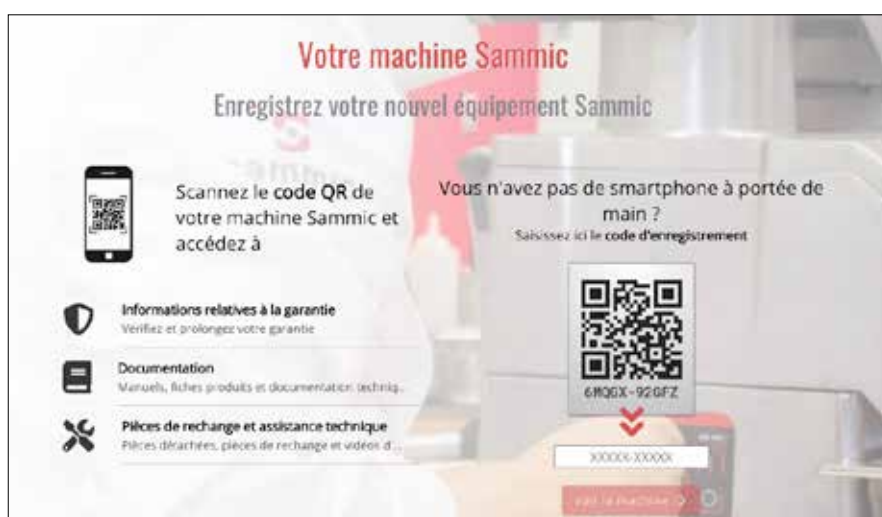 Votre machine Sammic
Enregistrez votre nouvel équipement Sammic
Scannez le code QR de
votre machine Sammic et
accédez à
Informations relatives à la garantie
Vérifiez et prolongez votre garantie
Documentation
Manuels, fiches produits et documentation techniq...
Pièces de rechange et assistance technique
Pièces détachées, pièces de rechange et vidéos d'...
Vous n'avez pas de smartphone à portée de
main ?
Saisissez ici le code d'enregistrement
6MQGX-92GFZ
XXXXX-XXXXX
Voir la machine